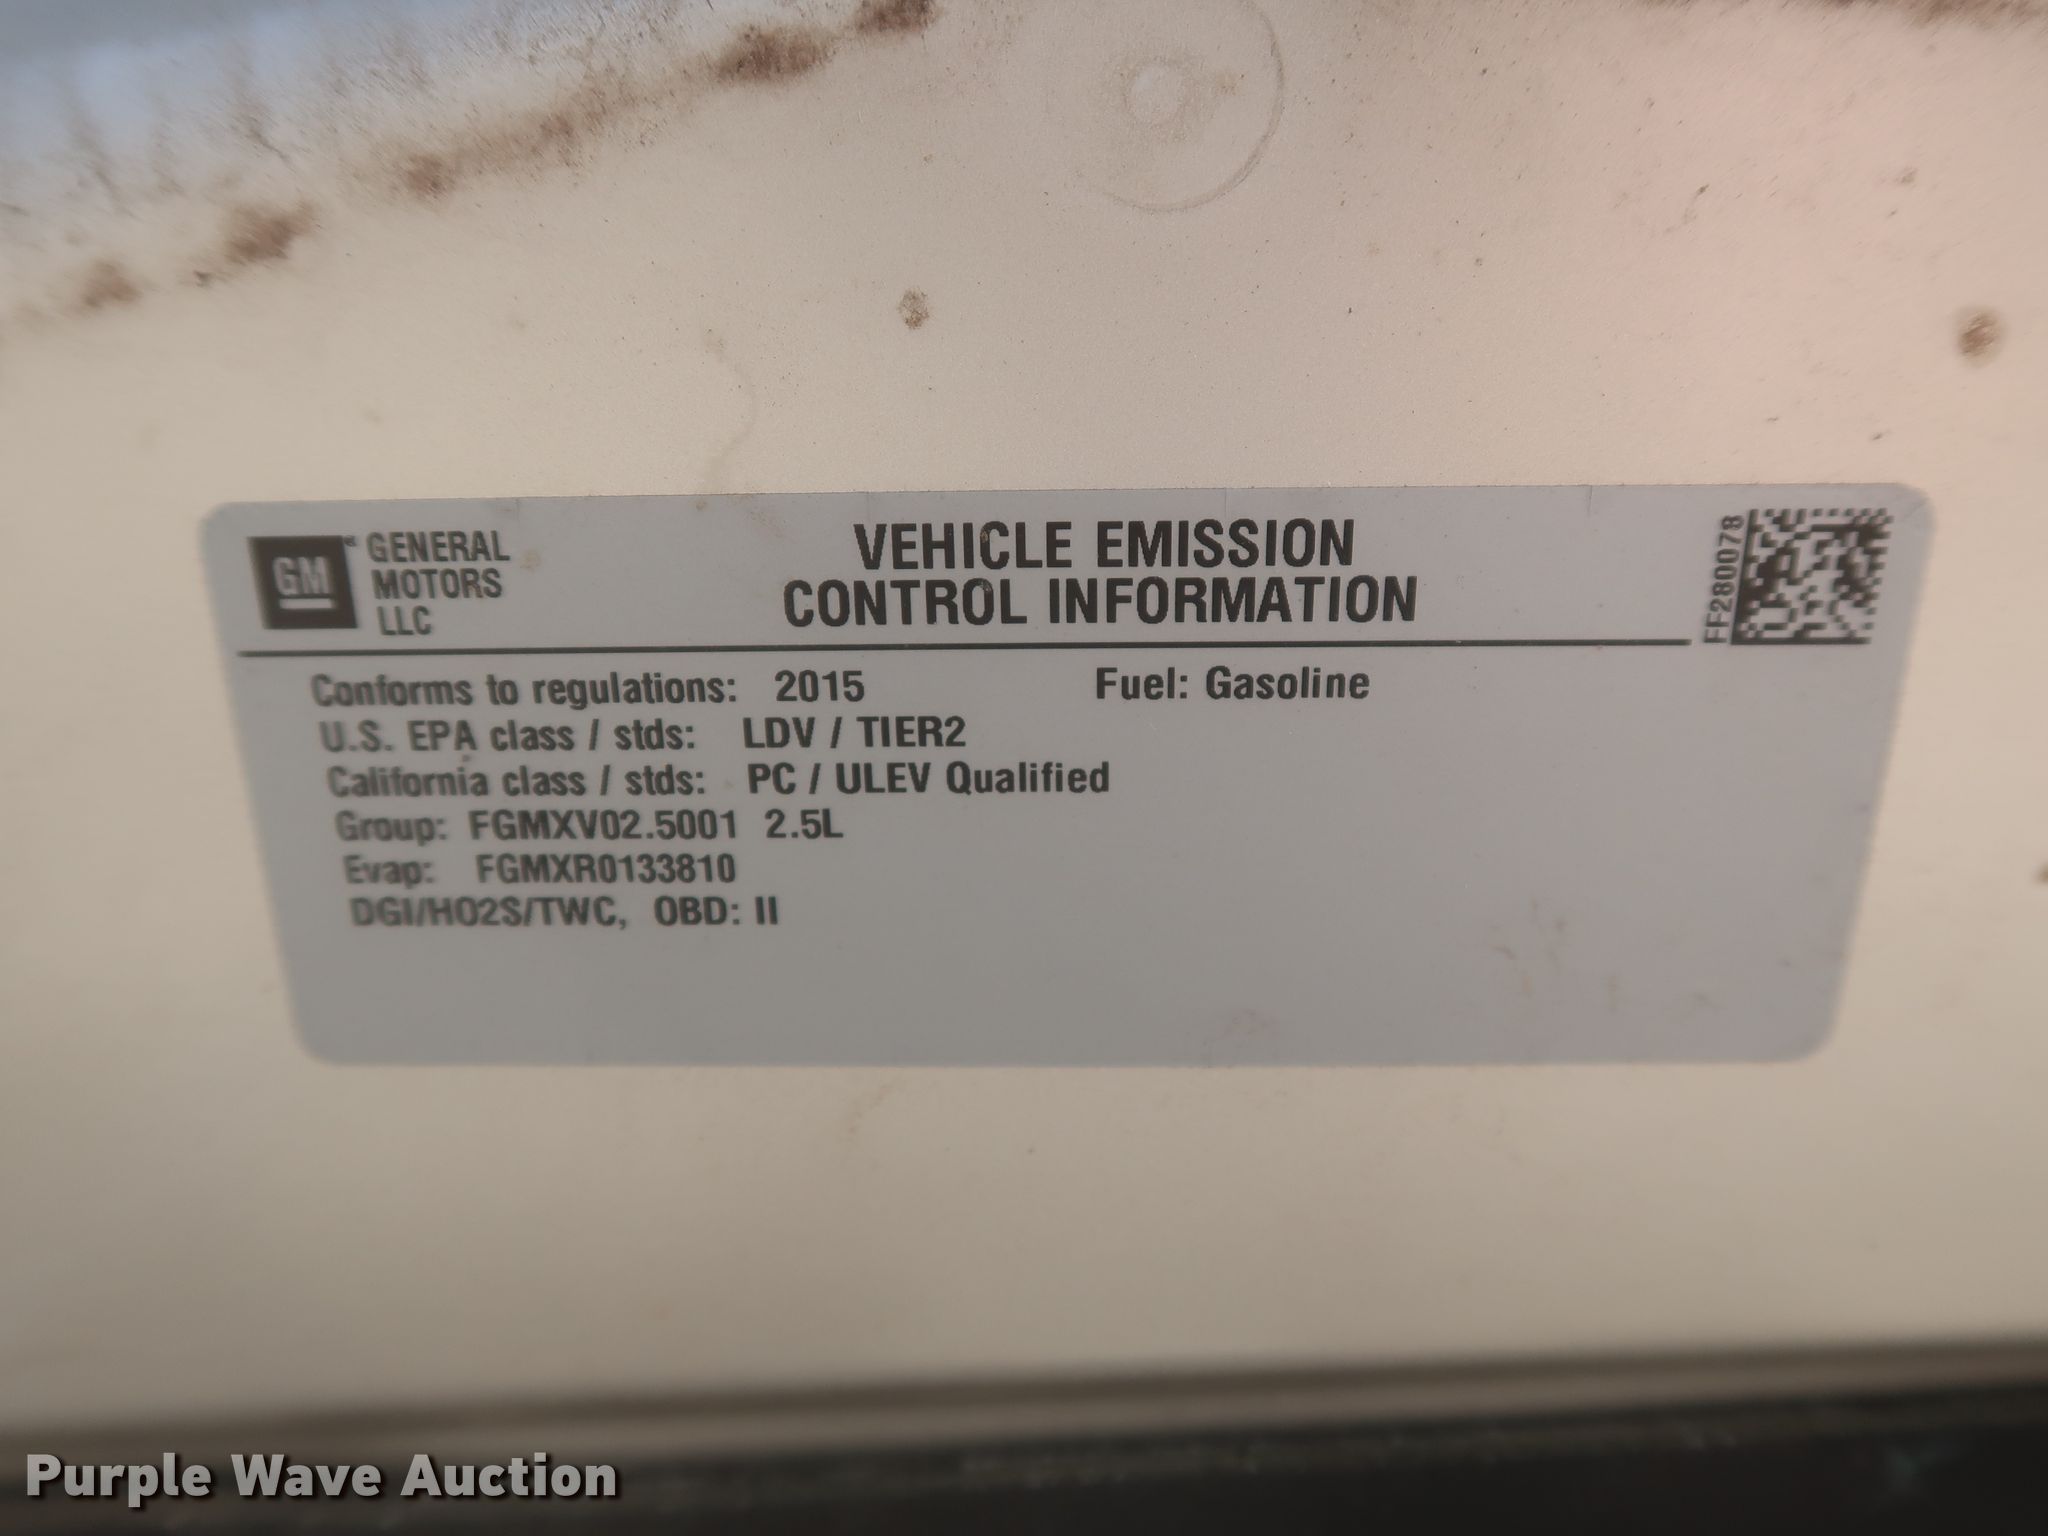 GM
GENERAL
MOTORS
LLC
VEHICLE EMISSION
CONTROL INFORMATION
FF280078
Conforms to regulations: 2015 Fuel: Gasoline
U.S. EPA class / stds: LDV / TIER2
California class / stds: PC / ULEV Qualified
Group: FGMXV02.5001 2.5L
Evap: FGMXR0133810
DGI/HO2S/TWC, OBD: II
Purple Wave Auction